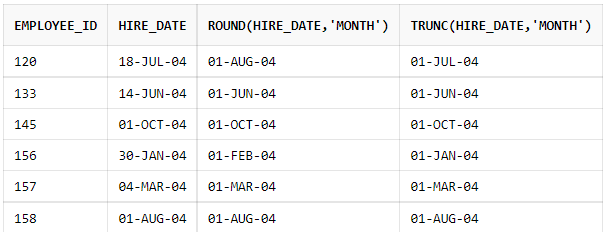 EMPLOYEE_ID HIRE_DATE ROUND(HIRE_DATE,'MONTH') TRUNC(HIRE_DATE,'MONTH')
120 18-JUL-04 01-AUG-04 01-JUL-04
133 14-JUN-04 01-JUN-04 01-JUN-04
145 01-OCT-04 01-OCT-04 01-OCT-04
156 30-JAN-04 01-FEB-04 01-JAN-04
157 04-MAR-04 01-MAR-04 01-MAR-04
158 01-AUG-04 01-AUG-04 01-AUG-04